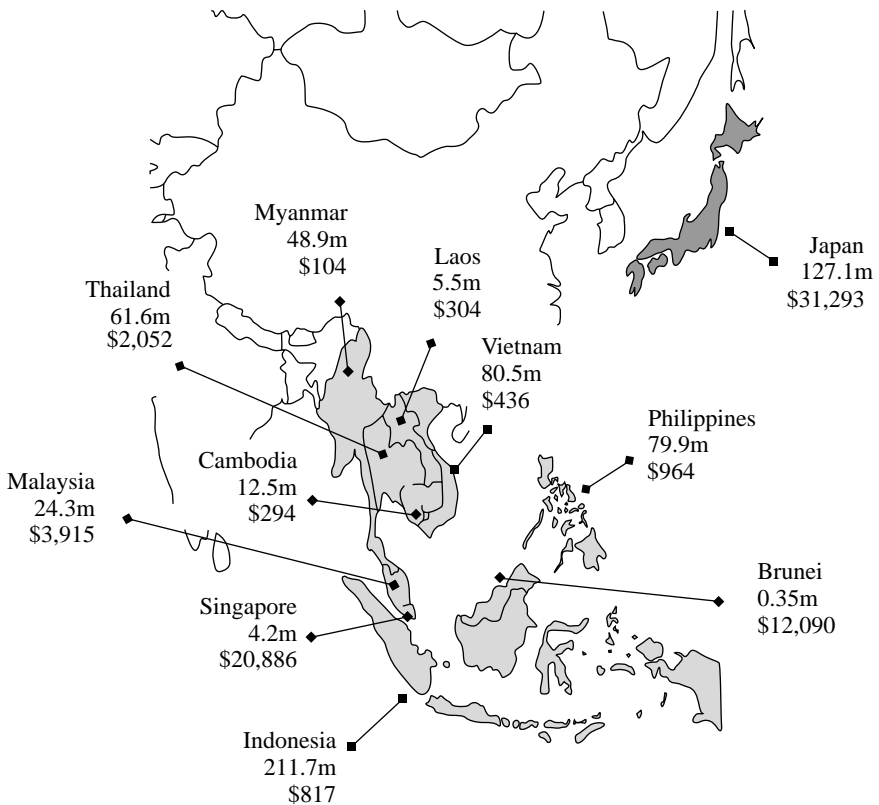 Myanmar
48.9m
$104
Laos
5.5m
$304
Japan
127.1m
$31,293
Thailand
61.6m
$2,052
Vietnam
80.5m
$436
Philippines
79.9m
$964
Cambodia
12.5m
$294
Malaysia
24.3m
$3,915
Brunei
0.35m
$12,090
Singapore
4.2m
$20,886
Indonesia
211.7m
$817